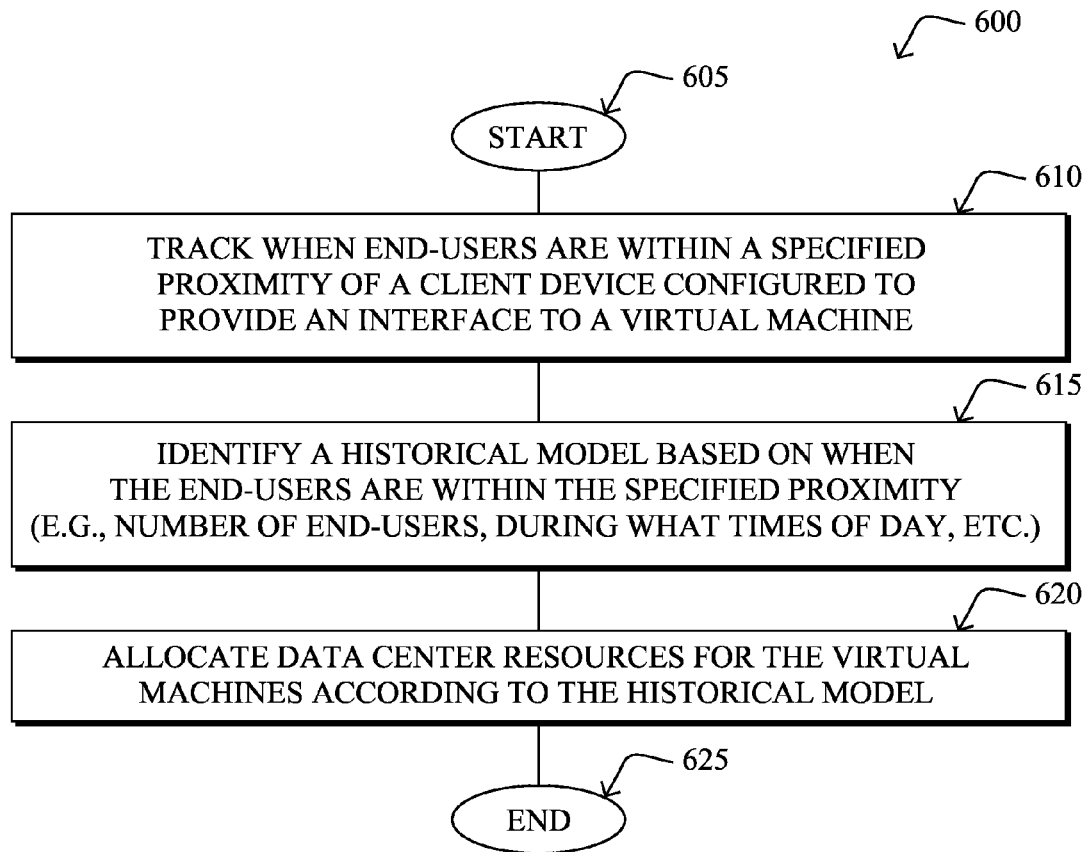 600
605
START
610
TRACK WHEN END-USERS ARE WITHIN A SPECIFIED
PROXIMITY OF A CLIENT DEVICE CONFIGURED TO
PROVIDE AN INTERFACE TO A VIRTUAL MACHINE
615
IDENTIFY A HISTORICAL MODEL BASED ON WHEN
THE END-USERS ARE WITHIN THE SPECIFIED PROXIMITY
(E.G., NUMBER OF END-USERS, DURING WHAT TIMES OF DAY, ETC.)
620
ALLOCATE DATA CENTER RESOURCES FOR THE VIRTUAL
MACHINES ACCORDING TO THE HISTORICAL MODEL
625
END